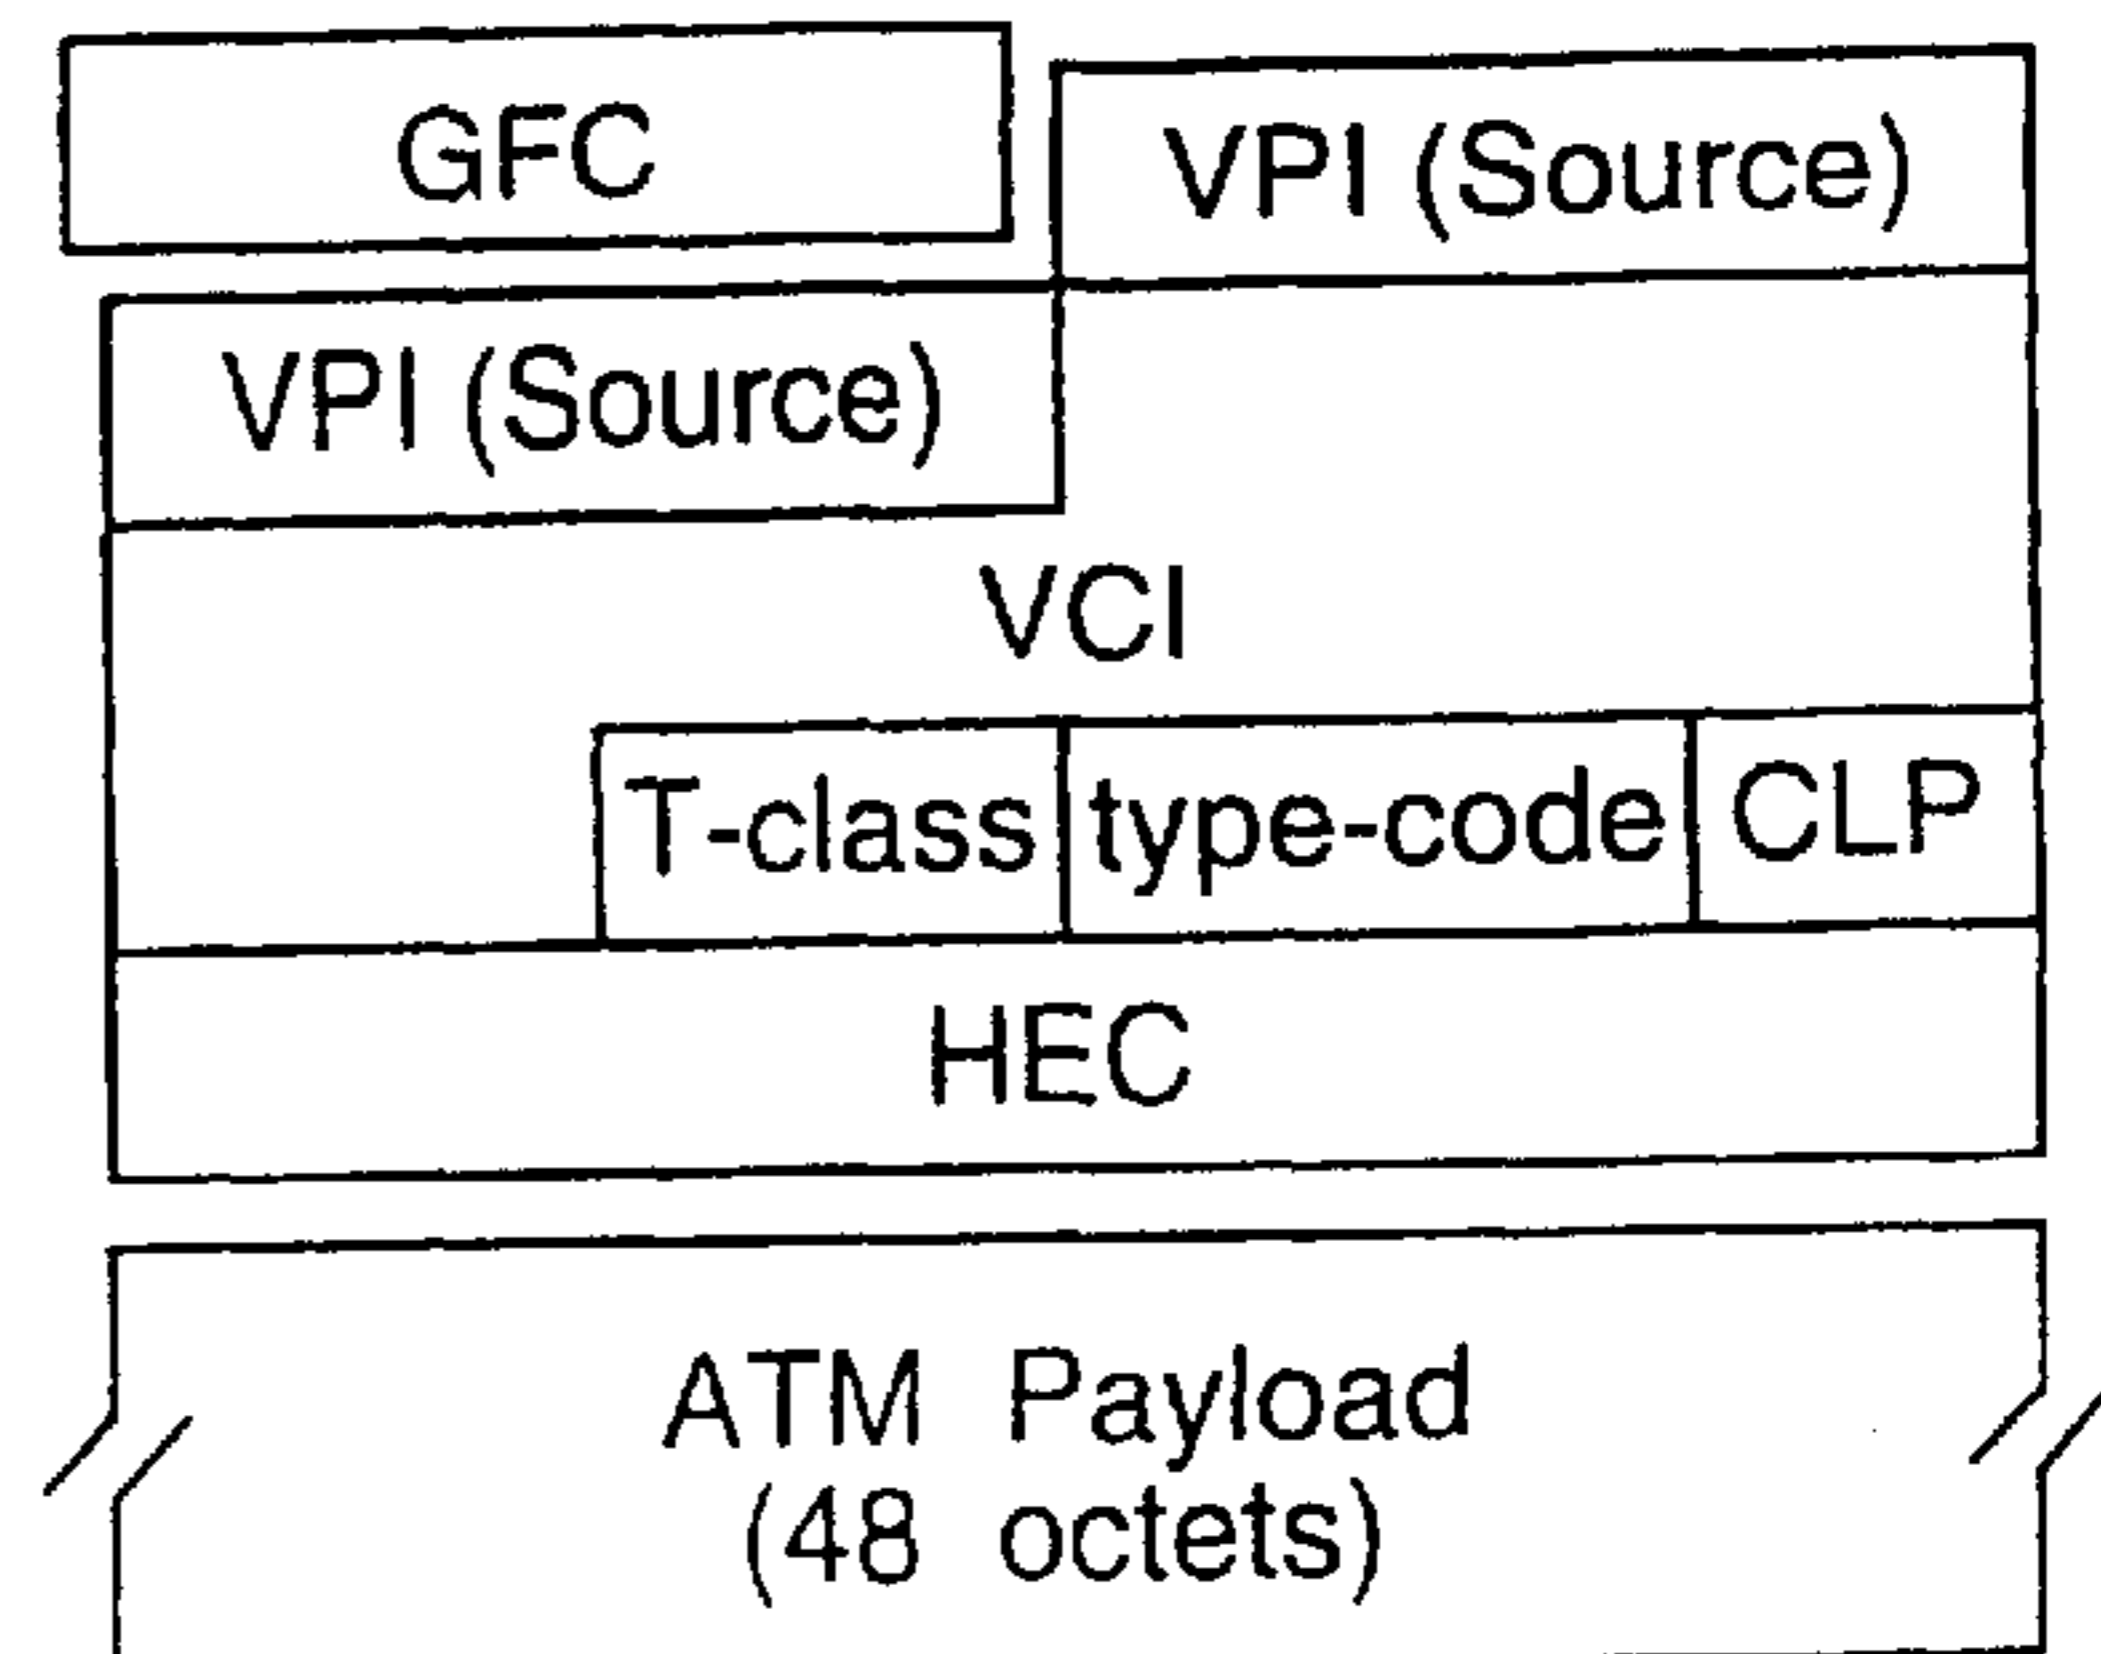 GFC
VPI (Source)
VPI (Source)
VCI
T-class type-code CLP
HEC
ATM Payload
(48 octets)